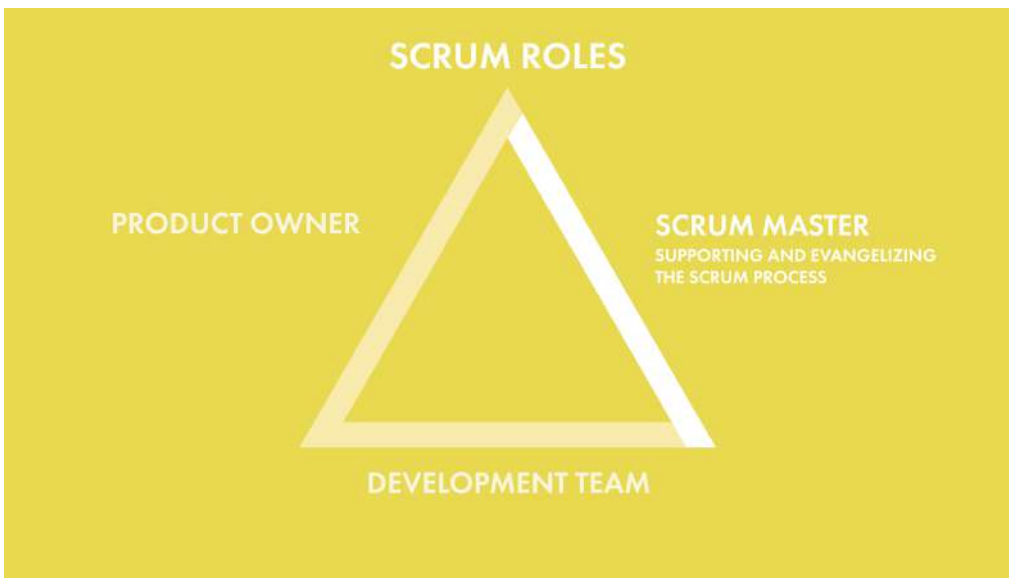 SCRUM ROLES
PRODUCT OWNER
SCRUM MASTER
SUPPORTING AND EVANGELIZING
THE SCRUM PROCESS
DEVELOPMENT TEAM